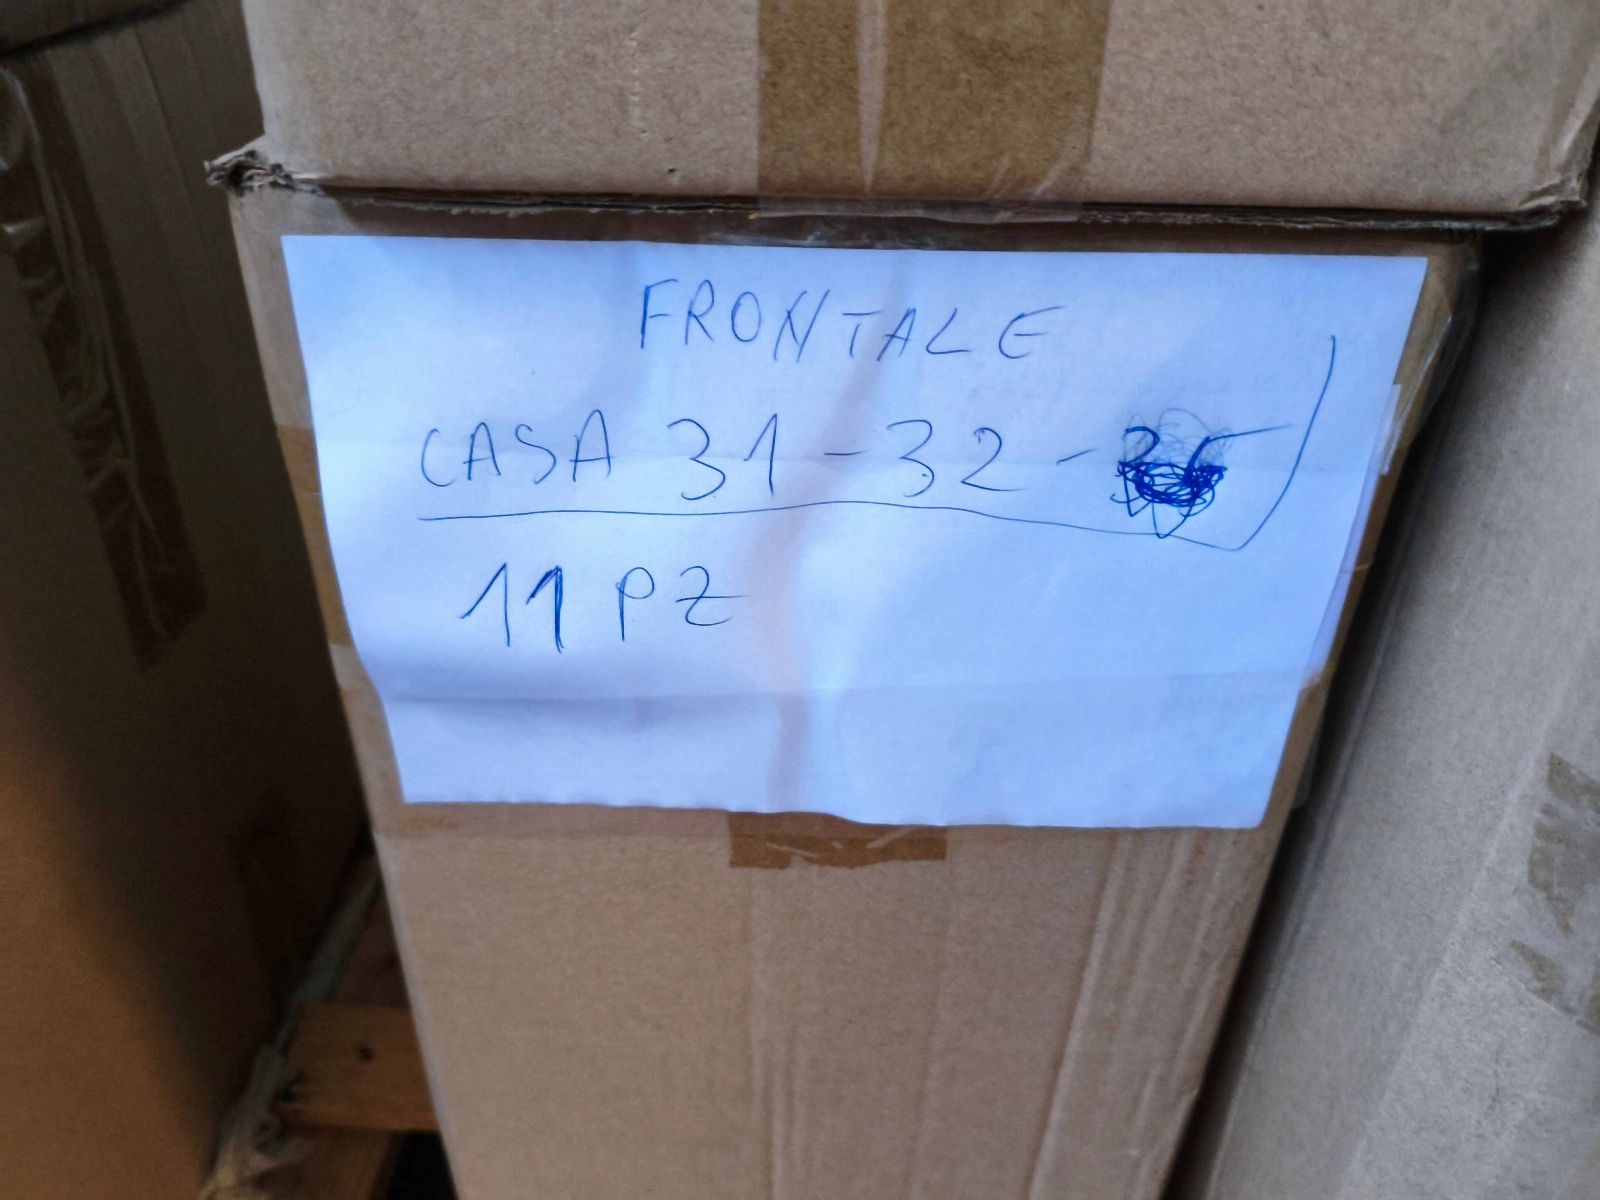 FRONTALE
CASA 31-32-
11 PZ